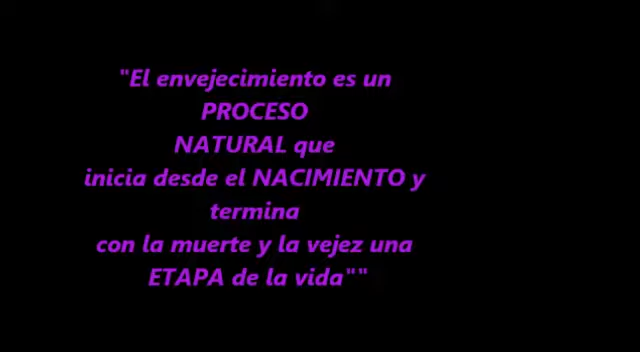 "El envejecimiento es un
PROCESO
NATURAL que
inicia desde el NACIMIENTO y
termina
con la muerte y la vejez una
ETAPA de la vida""